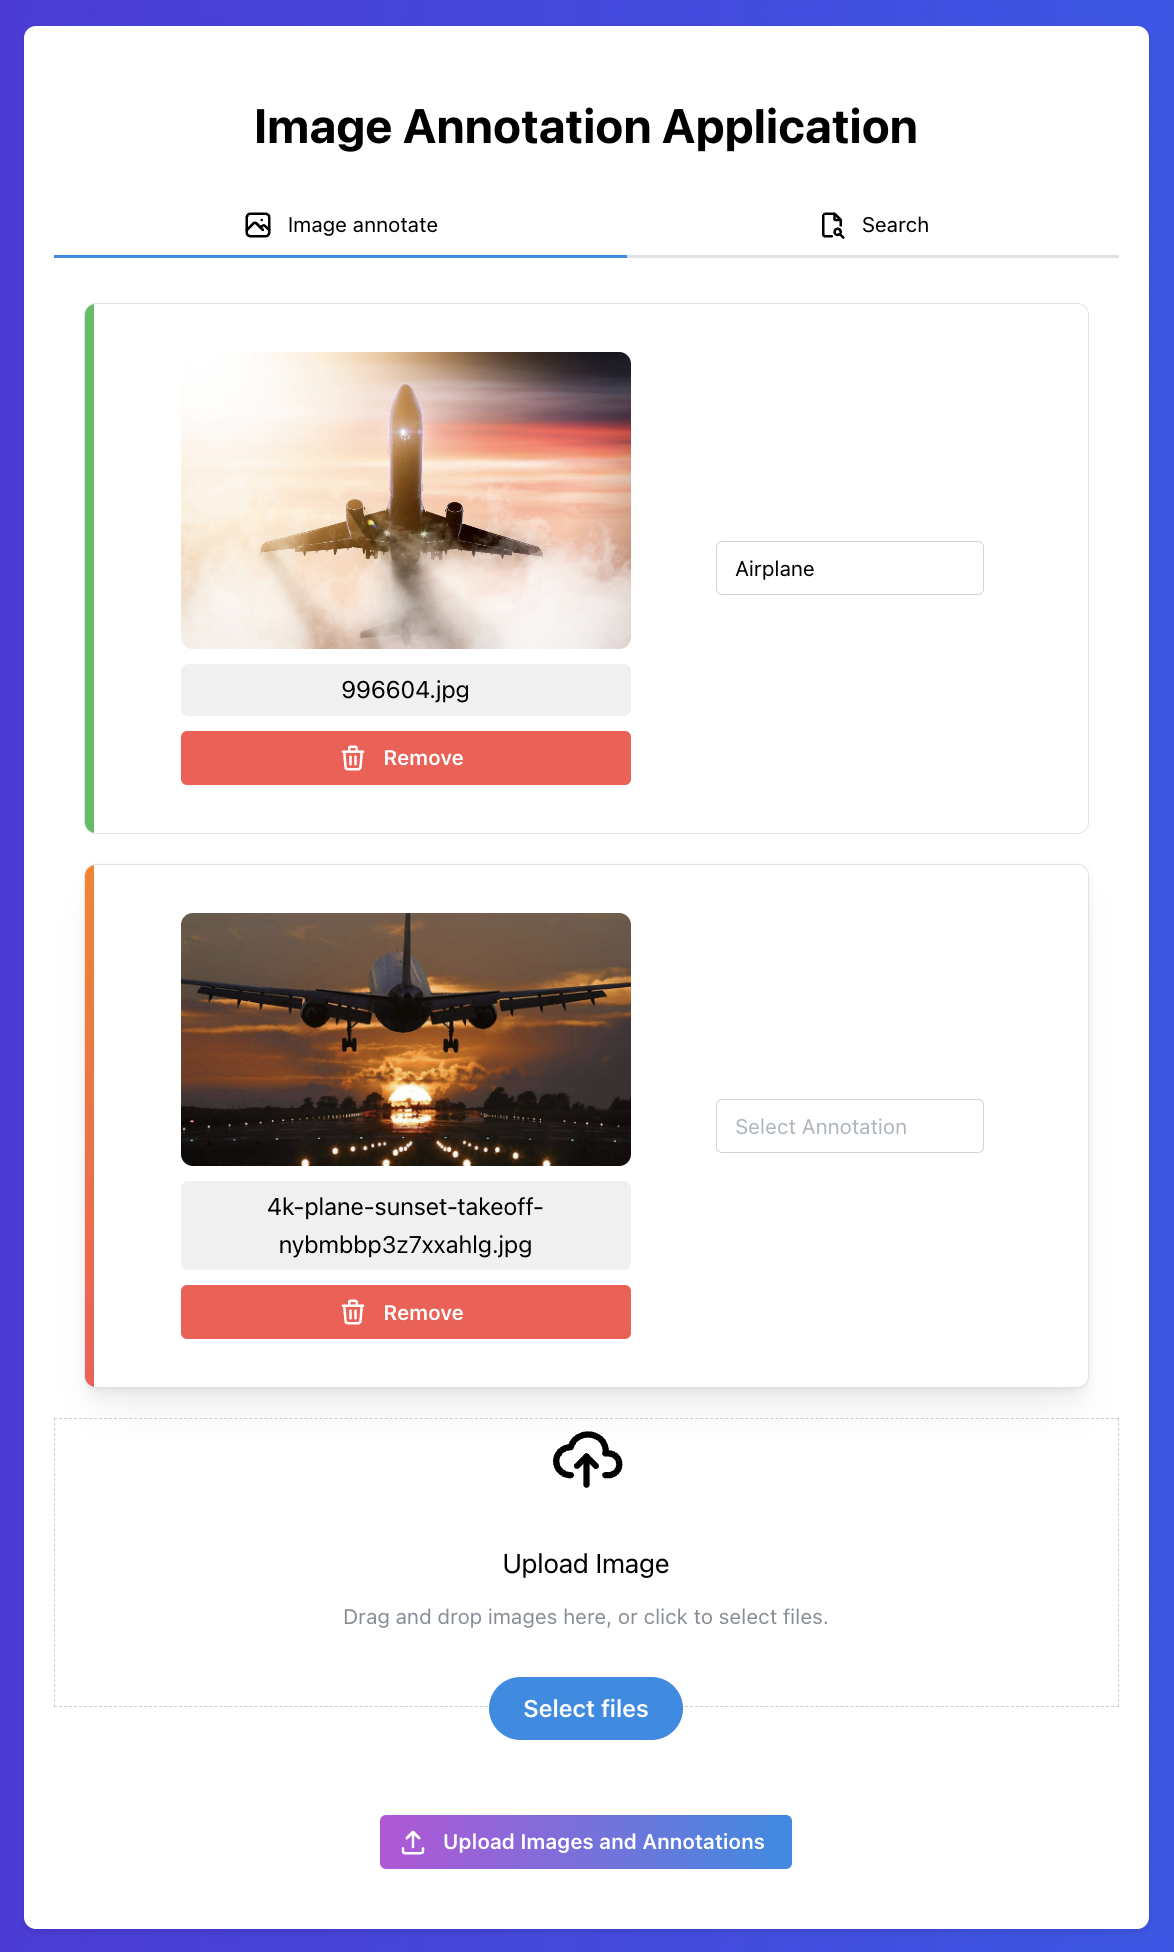 Image Annotation Application
Image annotate
Search
Airplane
996604.jpg
Remove
Select Annotation
4k-plane-sunset-takeoff-
nybmbbp3z7xxahlg.jpg
Remove
Upload Image
Drag and drop images here, or click to select files.
Select files
Upload Images and Annotations